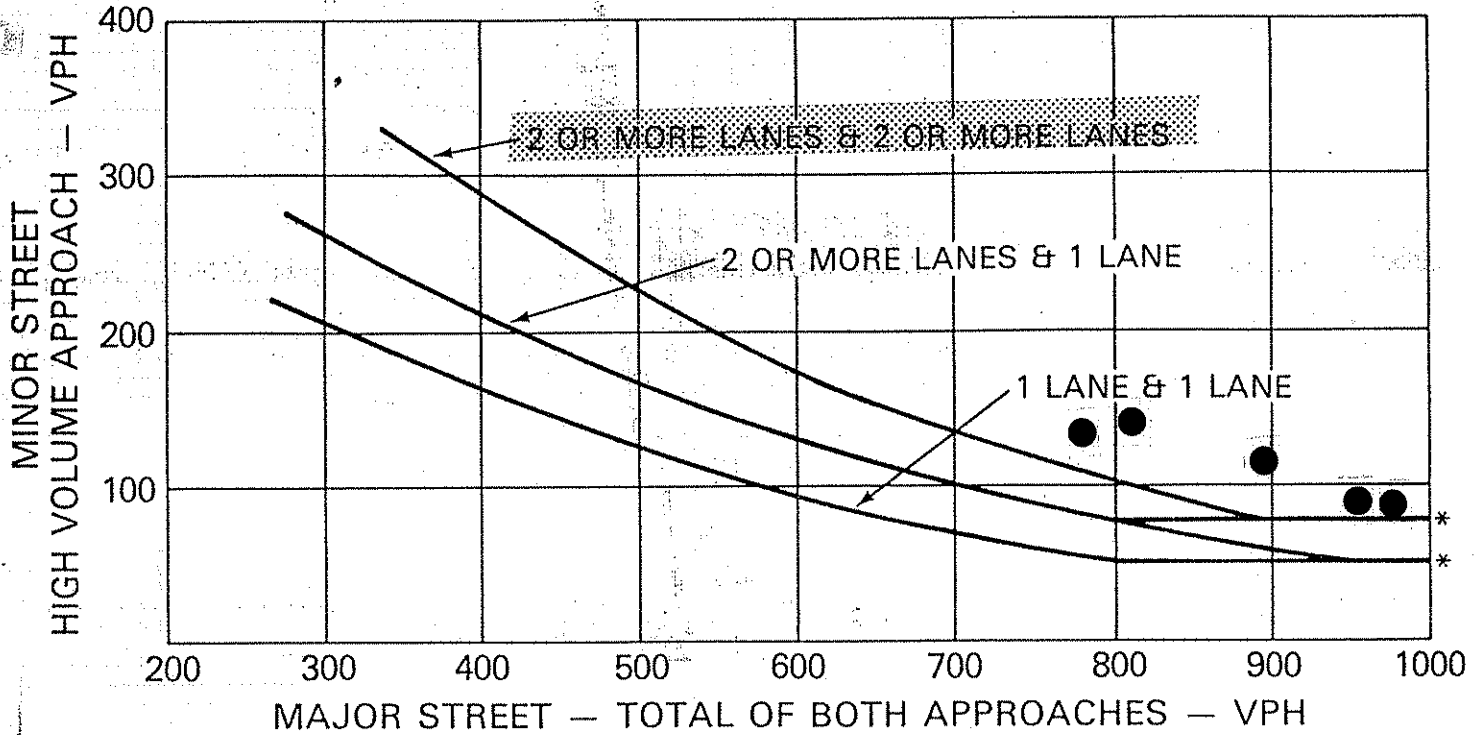 MINOR STREET
HIGH VOLUME APPROACH — VPH
400
300
200
100
2 OR MORE LANES & 2 OR MORE LANES
2 OR MORE LANES & 1 LANE
1 LANE & 1 LANE
*
*
200 300 400 500 600 700 800 900 1000
MAJOR STREET — TOTAL OF BOTH APPROACHES — VPH